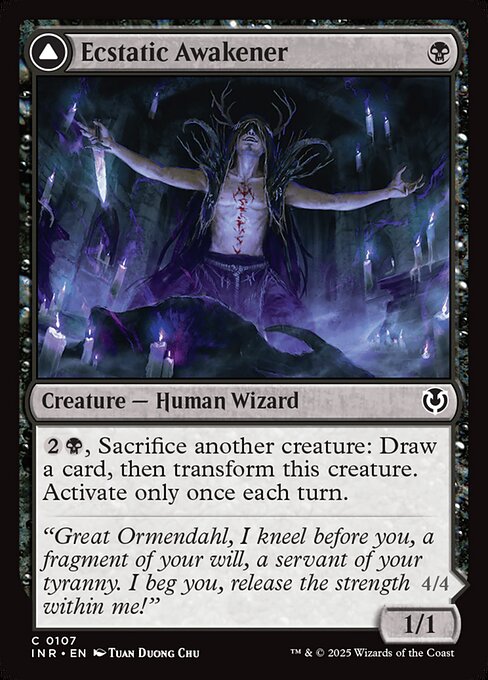 Ecstatic Awakener
Creature — Human Wizard
2, Sacrifice another creature: Draw
a card, then transform this creature.
Activate only once each turn.
“Great Ormendahl, I kneel before you, a
fragment of your will, a servant of your
tyranny. I beg you, release the strength
within me!”
4/4
1/1
C 0107
INR • EN Tuan Duong Chu
™ & © 2025 Wizards of the Coast